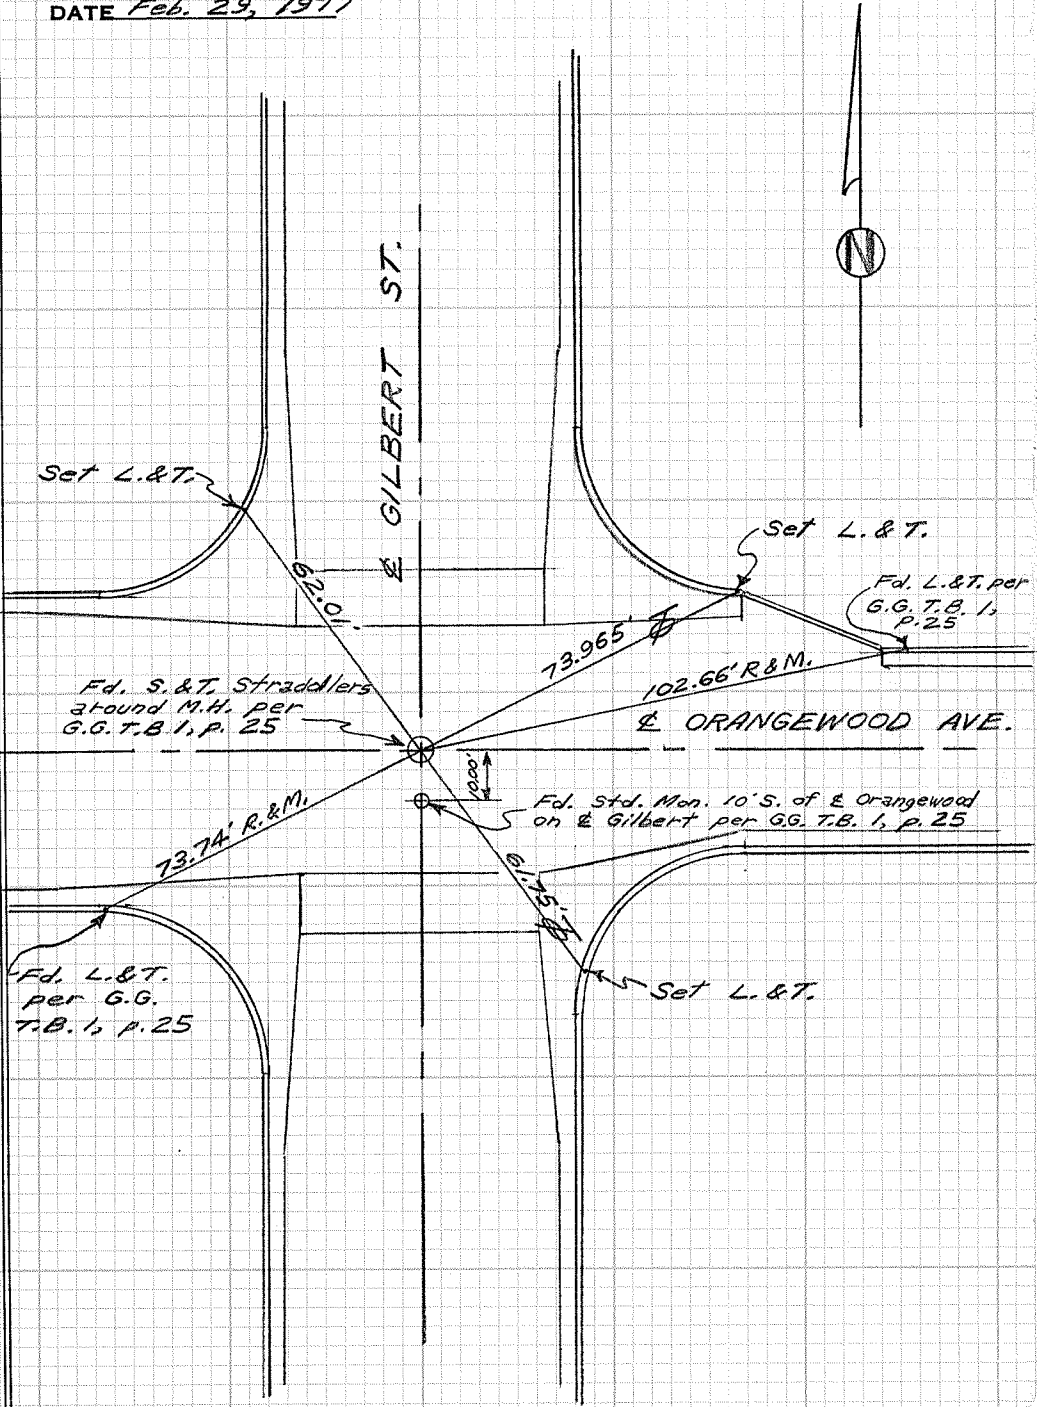 DATE Feb. 29, 1977
N
℄ GILBERT ST.
Set L.&T.
62.01'
Set L.&T.
Fd. L.&T. per
G.G. T.B. 1,
p.25
73.965'
102.66' R&M.
Fd. S.&T. Straddlers
around M.H. per
G.G. T.B. 1, p. 25
℄ ORANGEWOOD AVE.
10.00'
Fd. Std. Mon. 10' S. of ℄ Orangewood
on ℄ Gilbert per G.G. T.B. 1, p. 25
73.74' R.&M.
61.75'
Fd. L.&T.
per G.G.
T.B. 1, p. 25
Set L.&T.